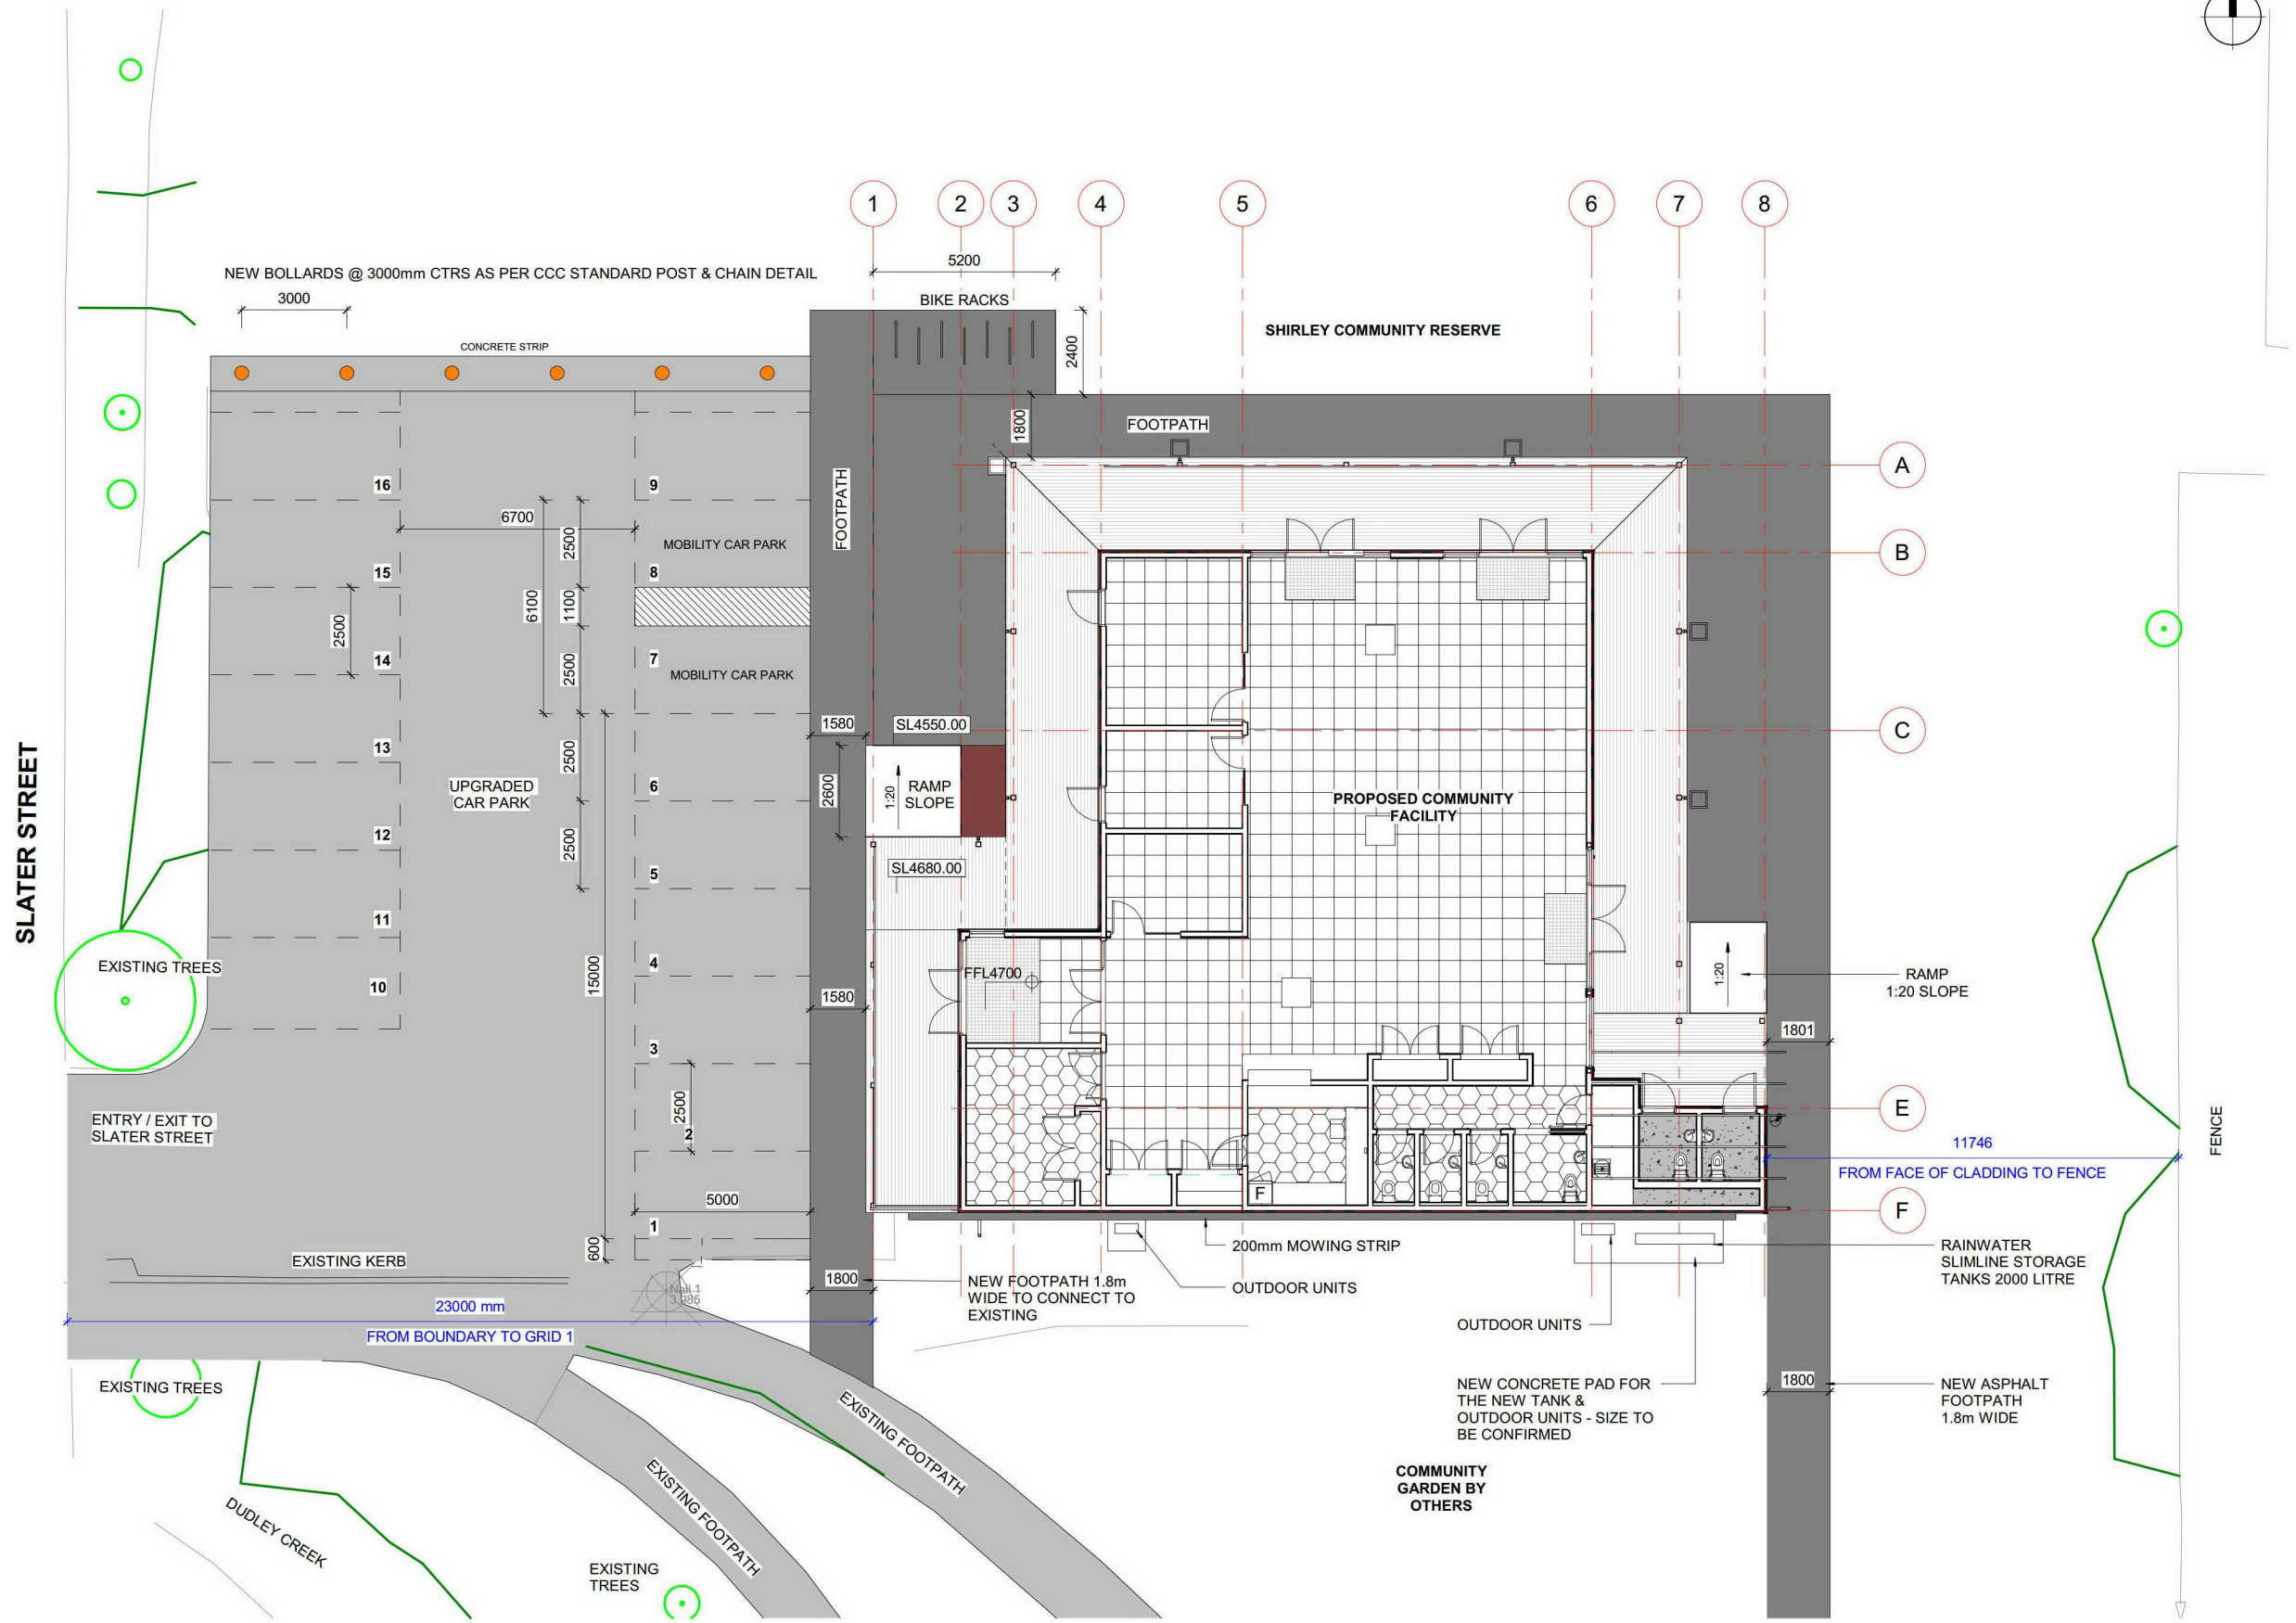 1
2
3
4
5
6
7
8
5200
NEW BOLLARDS @ 3000mm CTRS AS PER CCC STANDARD POST & CHAIN DETAIL
3000
BIKE RACKS
SHIRLEY COMMUNITY RESERVE
CONCRETE STRIP
2400
1800
FOOTPATH
A
16
9
FOOTPATH
6700
2500
MOBILITY CAR PARK
B
15
8
6100
1100
2500
14
7
2500
MOBILITY CAR PARK
1580
SL4550.00
C
13
2500
UPGRADED
CAR PARK
6
2600
1:20
RAMP
SLOPE
PROPOSED COMMUNITY
FACILITY
12
2500
5
SL4680.00
SLATER STREET
11
4
EXISTING TREES
FFL4700
10
15000
1580
1:20
RAMP
1:20 SLOPE
3
1801
2500
2
ENTRY / EXIT TO
SLATER STREET
E
FENCE
11746
FROM FACE OF CLADDING TO FENCE
5000
F
F
1
600
200mm MOWING STRIP
RAINWATER
SLIMLINE STORAGE
TANKS 2000 LITRE
EXISTING KERB
1800
NEW FOOTPATH 1.8m
WIDE TO CONNECT TO
EXISTING
OUTDOOR UNITS
Nail 1
3.985
23000 mm
FROM BOUNDARY TO GRID 1
OUTDOOR UNITS
EXISTING TREES
NEW CONCRETE PAD FOR
THE NEW TANK &
OUTDOOR UNITS - SIZE TO
BE CONFIRMED
1800
NEW ASPHALT
FOOTPATH
1.8m WIDE
EXISTING FOOTPATH
EXISTING FOOTPATH
COMMUNITY
GARDEN BY
OTHERS
DUDLEY CREEK
EXISTING
TREES